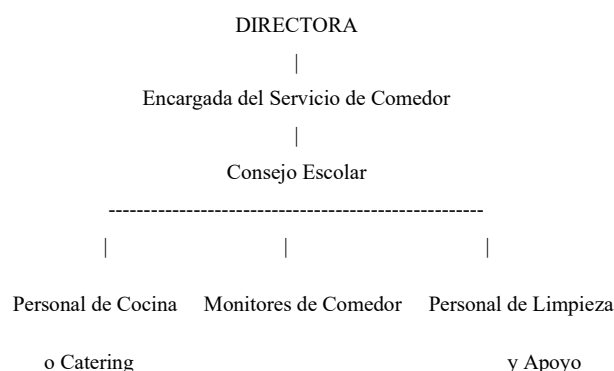 DIRECTORA
|
Encargada del Servicio de Comedor
|
Consejo Escolar
------------------------------------------------------
| | |
Personal de Cocina Monitores de Comedor Personal de Limpieza
o Catering y Apoyo